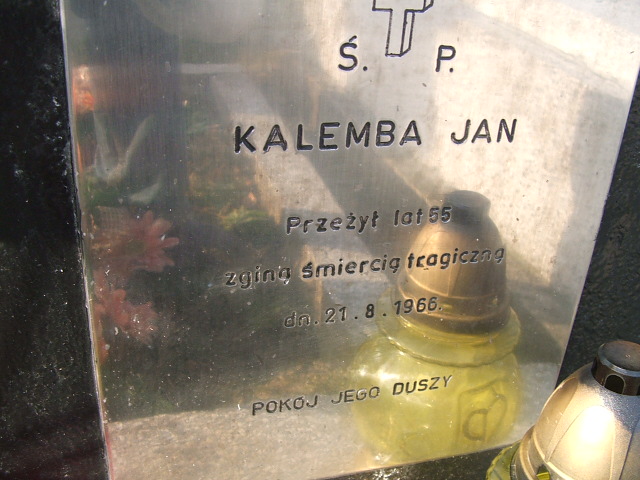 Ś. P.
KALEMBA JAN
Przeżył lat 55
zginą śmiercią tragiczną
dn. 21.8.1966.
POKÓJ JEGO DUSZY